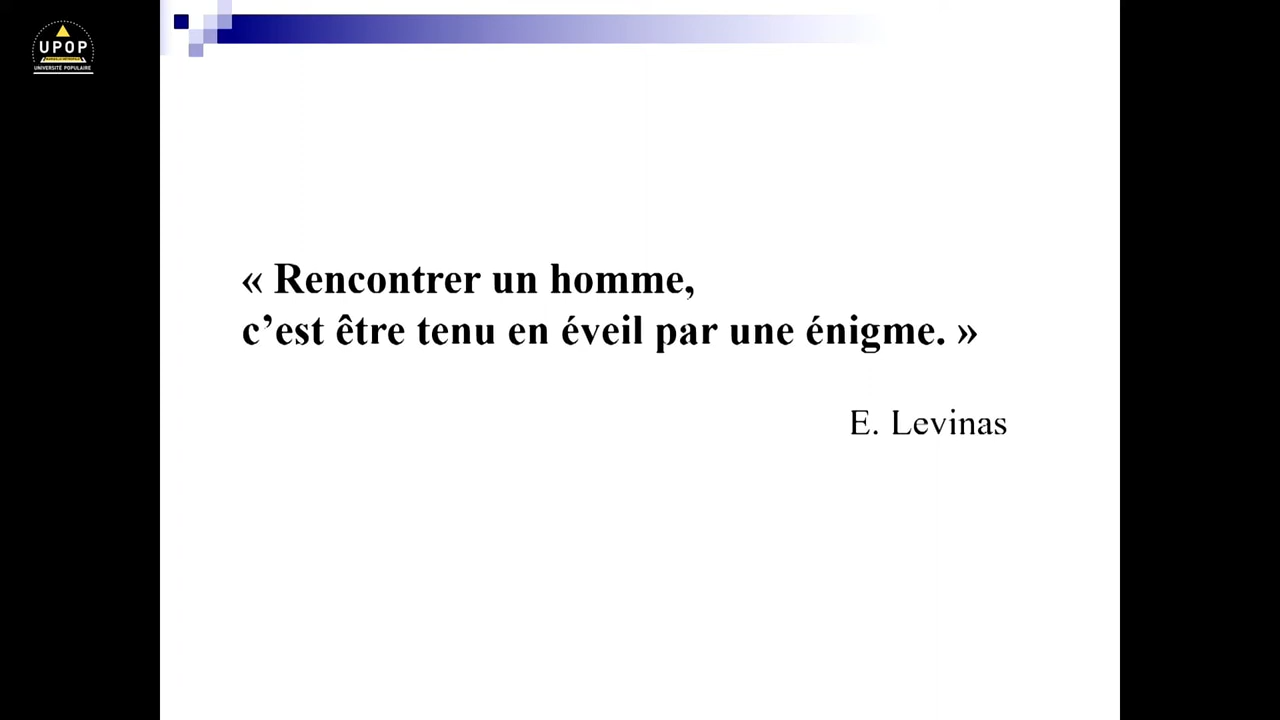 UPOP
UNIVERSITÉ POPULAIRE
« Rencontrer un homme,
c’est être tenu en éveil par une énigme. »
E. Levinas